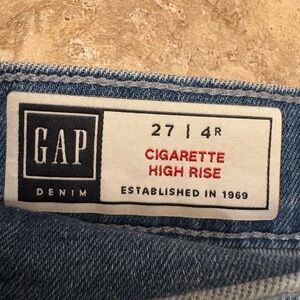 GAP
DENIM
27 | 4R
CIGARETTE
HIGH RISE
ESTABLISHED IN 1969